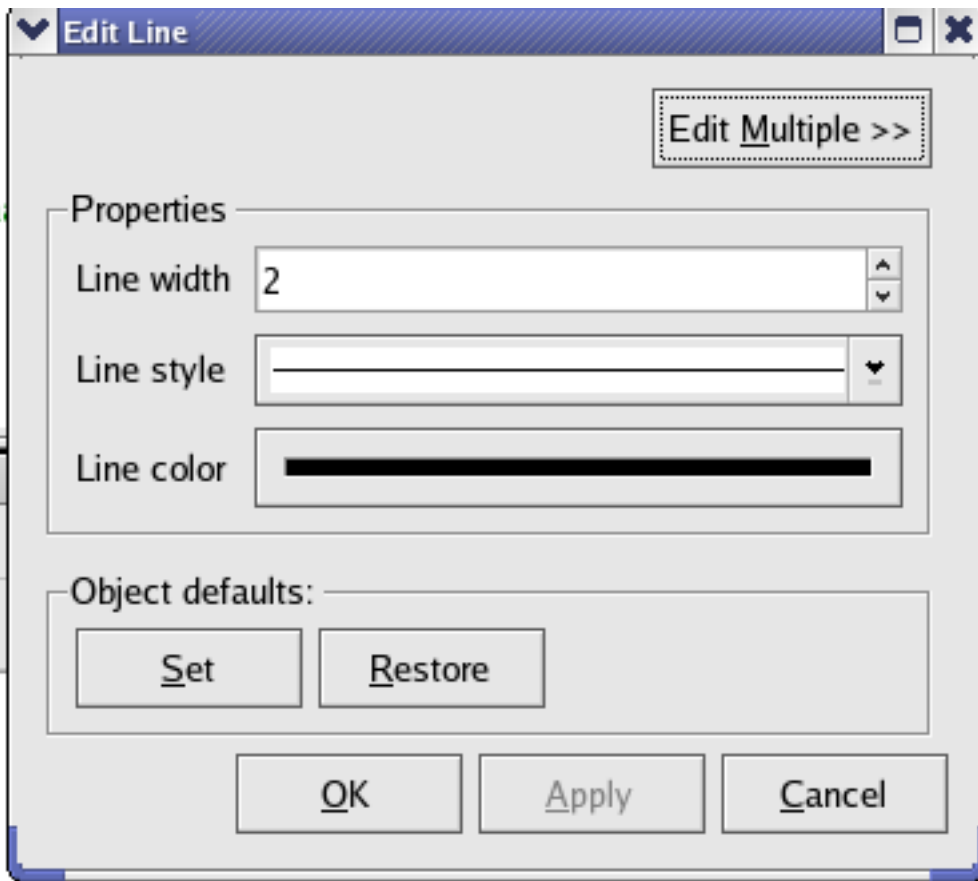 Edit Line
Edit Multiple >>
Properties
Line width 2
Line style
Line color
Object defaults:
Set Restore
OK Apply Cancel